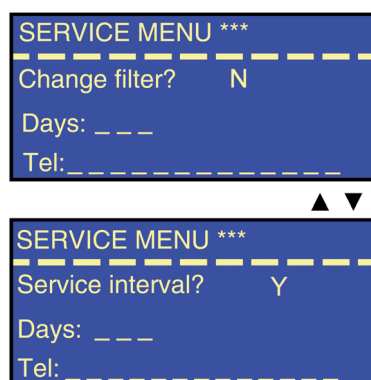 SERVICE MENU ***
Change filter? N
Days: _ _ _
Tel:_ _ _ _ _ _ _ _ _ _ _ _ _
▲ ▼
SERVICE MENU ***
Service interval? Y
Days: _ _ _
Tel: _ _ _ _ _ _ _ _ _ _ _ _ _